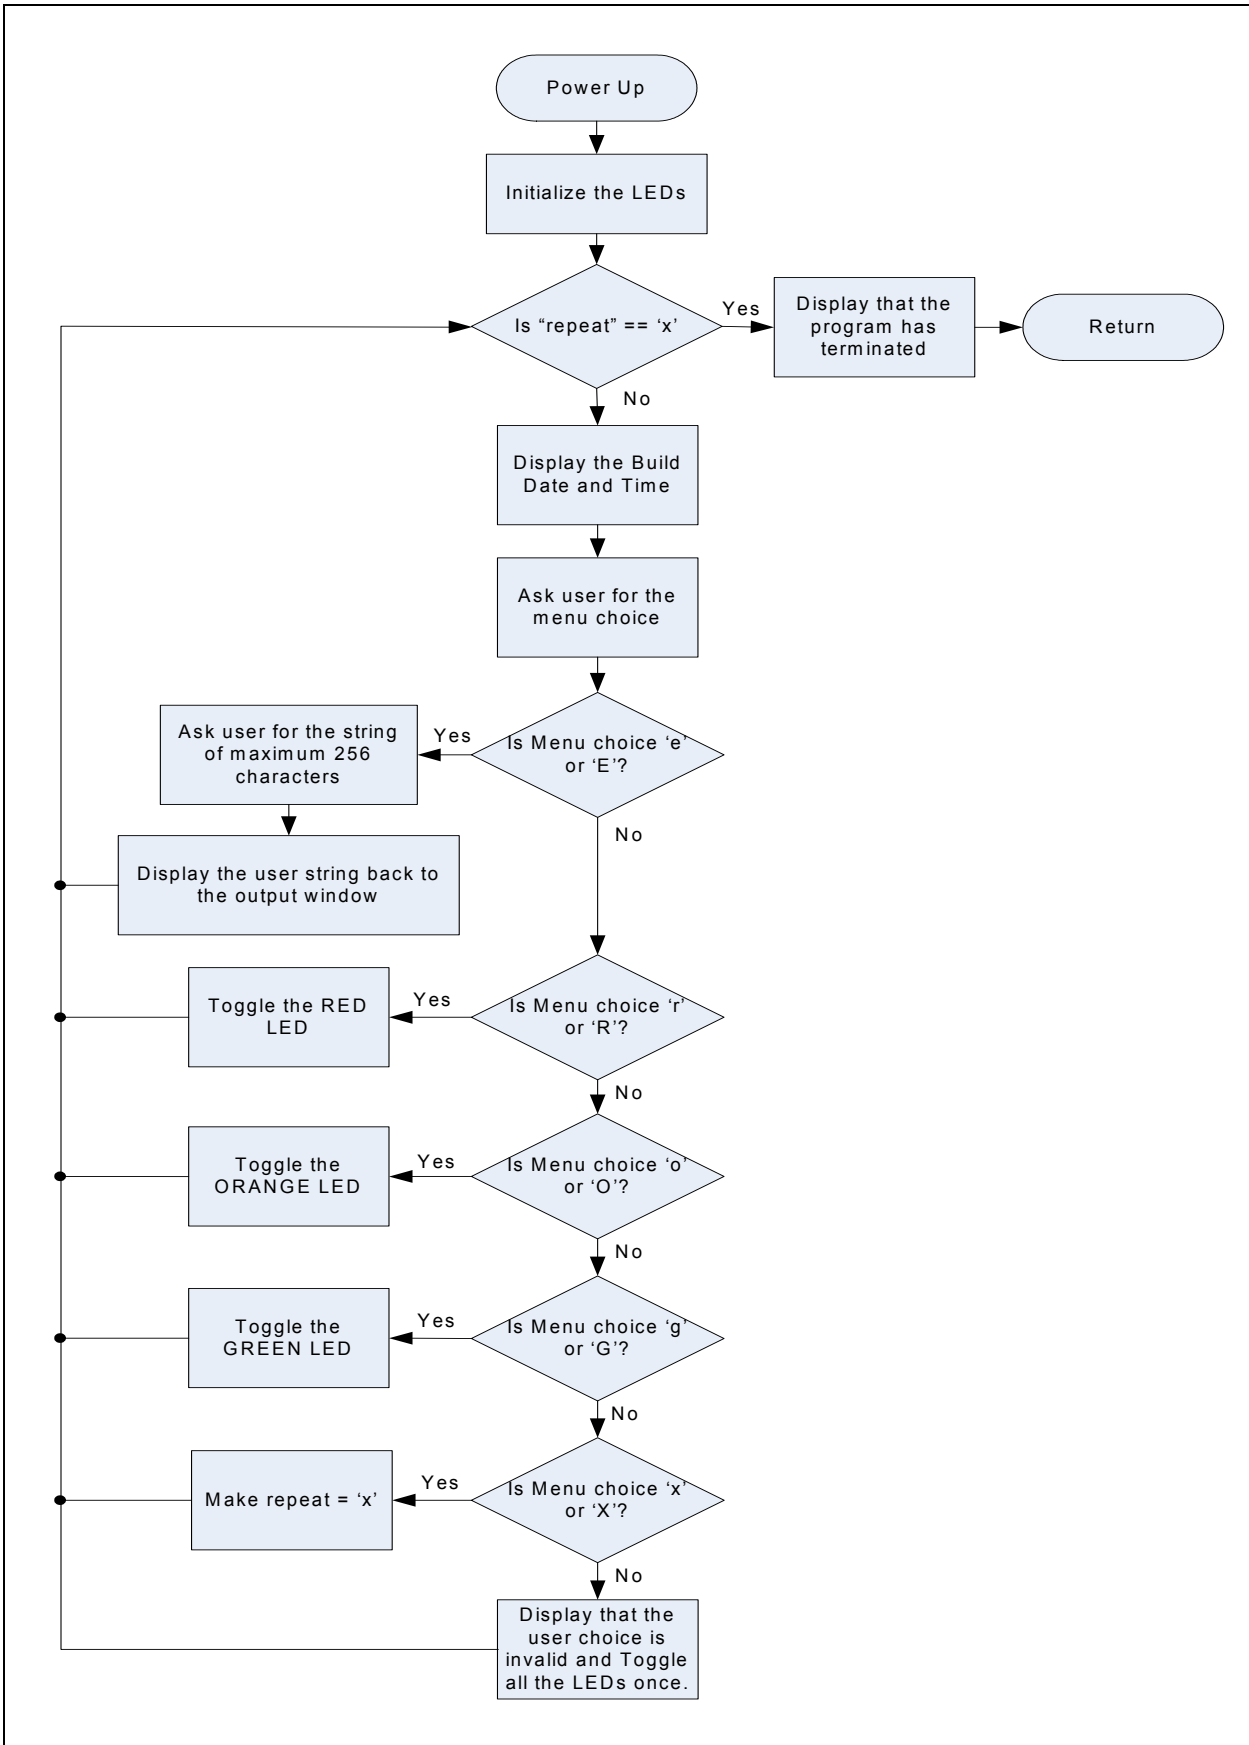 Power Up
Initialize the LEDs
Is “repeat” == ‘x’
Yes
Display that the
program has
terminated
Return
No
Display the Build
Date and Time
Ask user for the
menu choice
Is Menu choice ‘e’
or ‘E’?
Yes
Ask user for the string
of maximum 256
characters
Display the user string back to
the output window
No
Is Menu choice ‘r’
or ‘R’?
Yes
Toggle the RED
LED
No
Is Menu choice ‘o’
or ‘O’?
Yes
Toggle the
ORANGE LED
No
Is Menu choice ‘g’
or ‘G’?
Yes
Toggle the
GREEN LED
No
Is Menu choice ‘x’
or ‘X’?
Yes
Make repeat = ‘x’
No
Display that the
user choice is
invalid and Toggle
all the LEDs once.